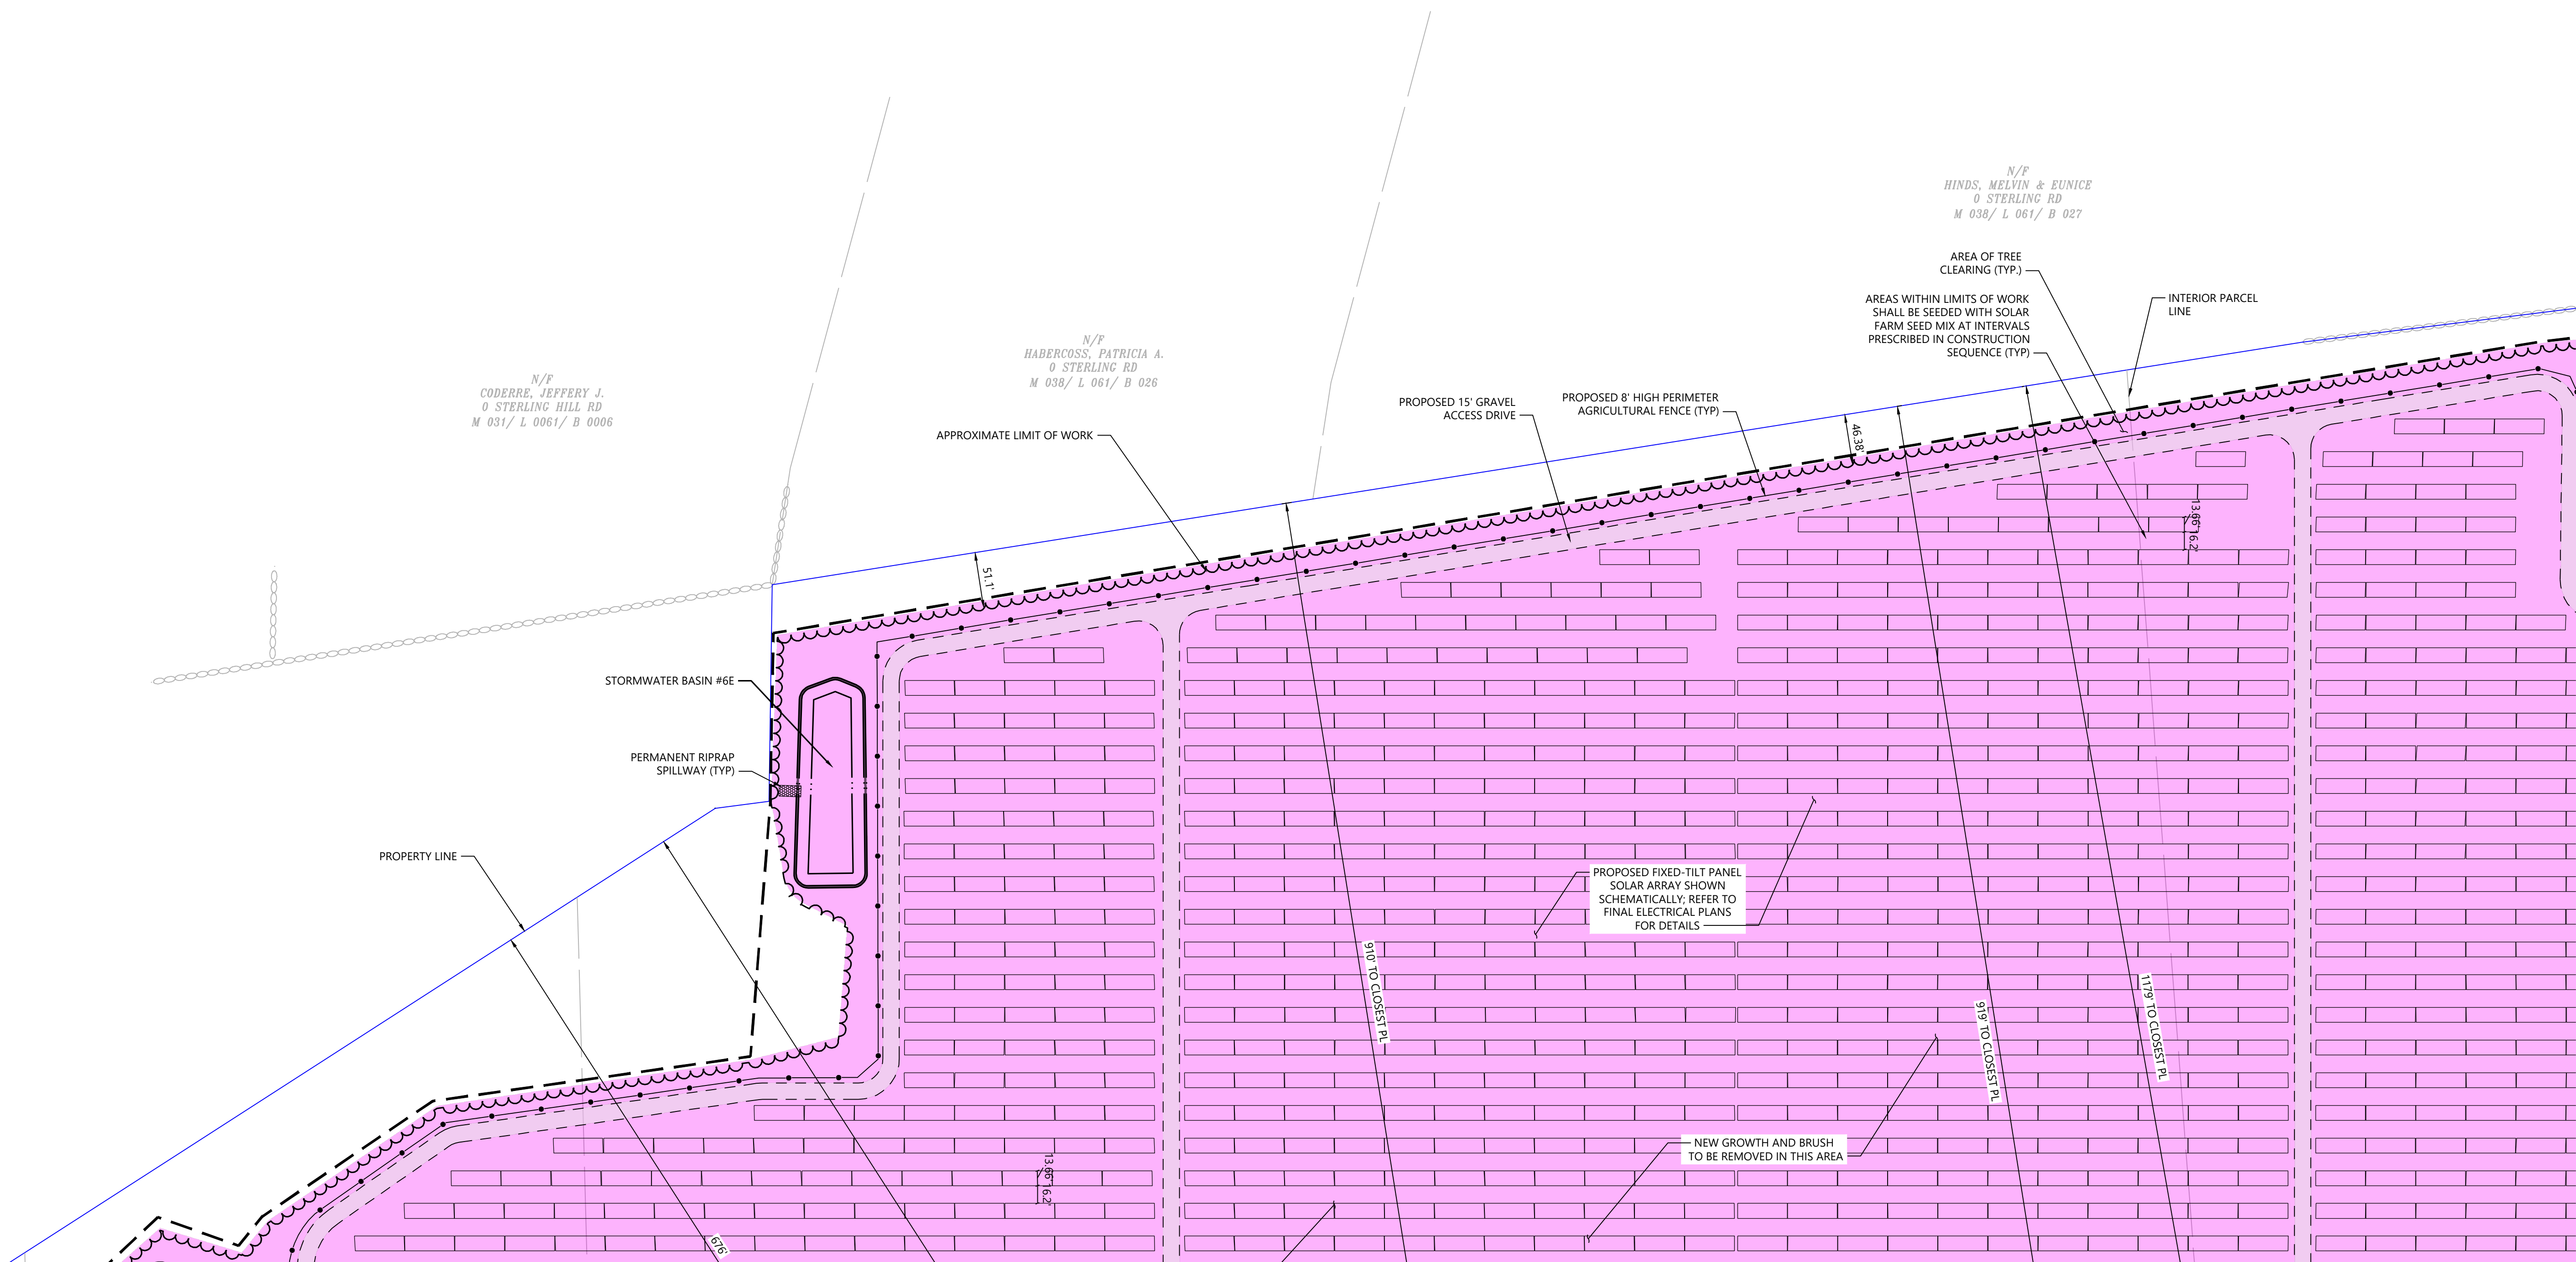 N/F
HINDS, MELVIN & EUNICE
0 STERLING RD
M 038/ L 061/ B 027
AREA OF TREE
CLEARING (TYP.)
AREAS WITHIN LIMITS OF WORK
SHALL BE SEEDED WITH SOLAR
FARM SEED MIX AT INTERVALS
PRESCRIBED IN CONSTRUCTION
SEQUENCE (TYP)
INTERIOR PARCEL
LINE
N/F
HABERCOSS, PATRICIA A.
0 STERLING RD
M 038/ L 061/ B 026
N/F
CODERRE, JEFFERY J.
0 STERLING HILL RD
M 031/ L 0061/ B 0006
PROPOSED 15' GRAVEL
ACCESS DRIVE
PROPOSED 8' HIGH PERIMETER
AGRICULTURAL FENCE (TYP)
APPROXIMATE LIMIT OF WORK
46.38'
51.1'
13.66'
16.2'
STORMWATER BASIN #6E
PERMANENT RIPRAP
SPILLWAY (TYP)
PROPERTY LINE
PROPOSED FIXED-TILT PANEL
SOLAR ARRAY SHOWN
SCHEMATICALLY; REFER TO
FINAL ELECTRICAL PLANS
FOR DETAILS
910' TO CLOSEST PL
919' TO CLOSEST PL
1179' TO CLOSEST PL
NEW GROWTH AND BRUSH
TO BE REMOVED IN THIS AREA
13.66'
16.2'
676'